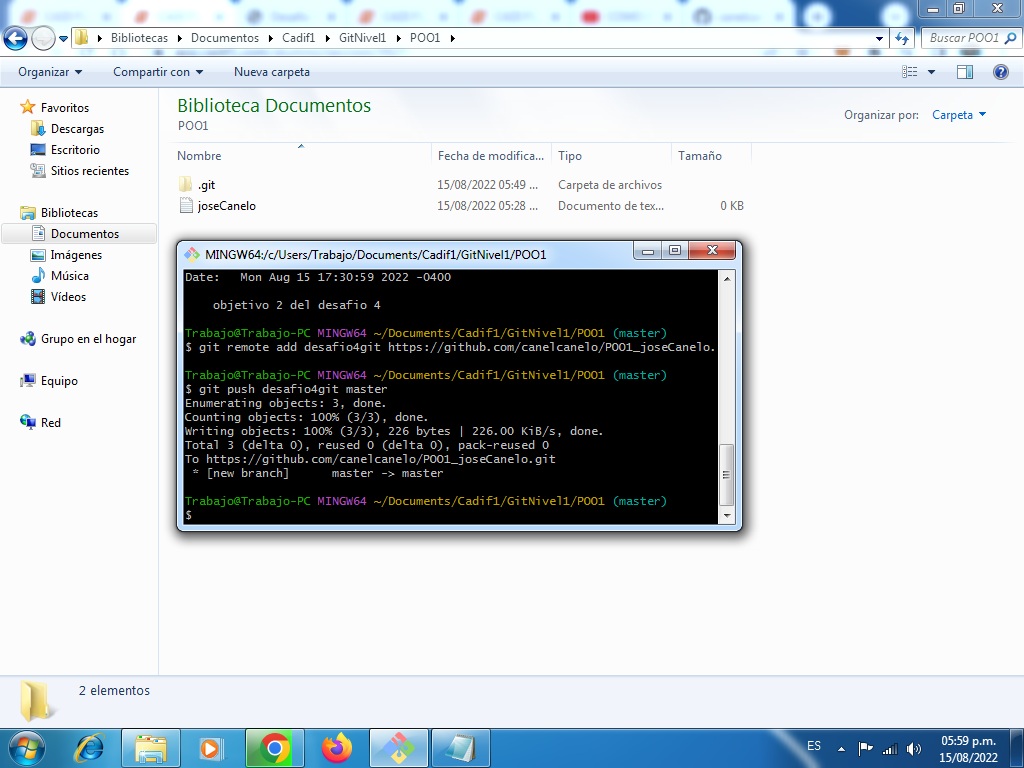 Bibliotecas Documentos Cadif1 GitNivel1 POO1
Buscar POO1
Organizar Compartir con Nueva carpeta
Favoritos
Descargas
Escritorio
Sitios recientes
Bibliotecas
Documentos
Imágenes
Música
Vídeos
Grupo en el hogar
Equipo
Red
Biblioteca Documentos
POO1
Organizar por: Carpeta
Nombre Fecha de modifica... Tipo Tamaño
.git 15/08/2022 05:49 ... Carpeta de archivos
joseCanelo 15/08/2022 05:28 ... Documento de tex... 0 KB
MINGW64:/c/Users/Trabajo/Documents/Cadif1/GitNivel1/POO1
Date: Mon Aug 15 17:30:59 2022 -0400
objetivo 2 del desafio 4
Trabajo@Trabajo-PC MINGW64 ~/Documents/Cadif1/GitNivel1/POO1 (master)
$ git remote add desafio4git https://github.com/canelcanelo/POO1_joseCanelo.
Trabajo@Trabajo-PC MINGW64 ~/Documents/Cadif1/GitNivel1/POO1 (master)
$ git push desafio4git master
Enumerating objects: 3, done.
Counting objects: 100% (3/3), done.
Writing objects: 100% (3/3), 226 bytes | 226.00 KiB/s, done.
Total 3 (delta 0), reused 0 (delta 0), pack-reused 0
To https://github.com/canelcanelo/POO1_joseCanelo.git
* [new branch] master -> master
Trabajo@Trabajo-PC MINGW64 ~/Documents/Cadif1/GitNivel1/POO1 (master)
$
2 elementos
ES
05:59 p.m.
15/08/2022